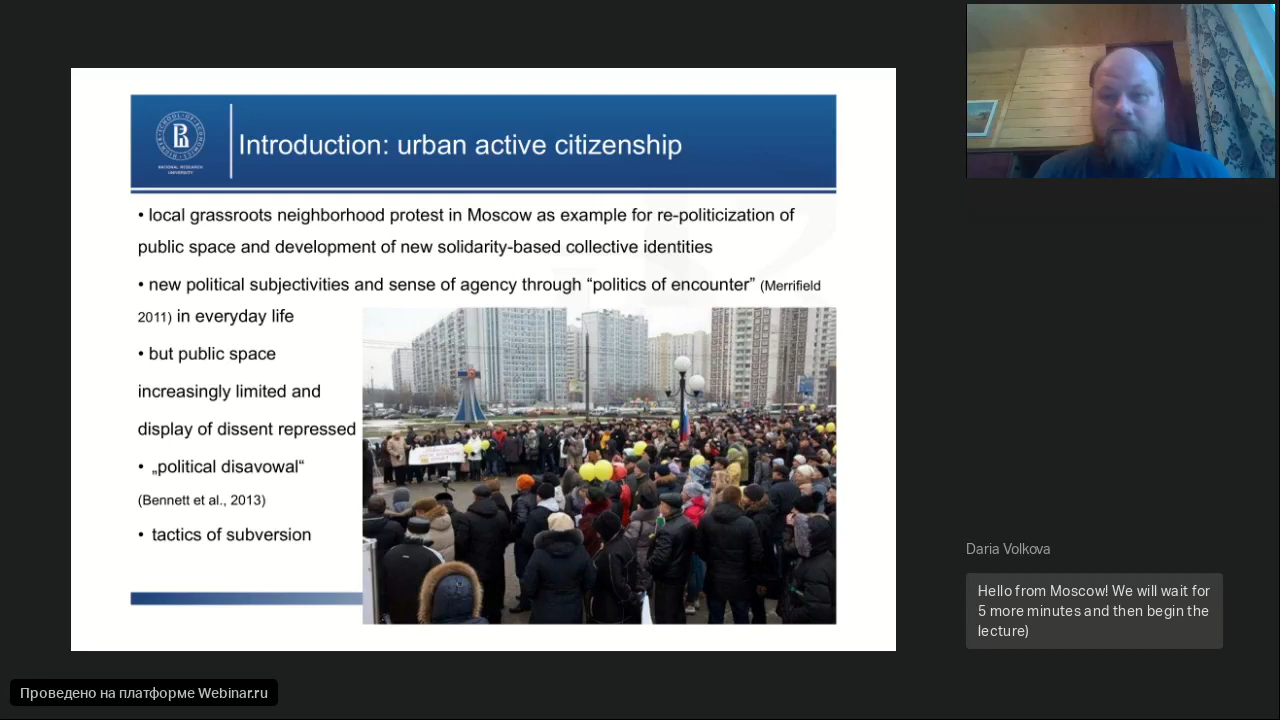 Introduction: urban active citizenship
NATIONAL RESEARCH
UNIVERSITY
• local grassroots neighborhood protest in Moscow as example for re-politicization of
public space and development of new solidarity-based collective identities
• new political subjectivities and sense of agency through “politics of encounter” (Merrifield
2011) in everyday life
• but public space
increasingly limited and
display of dissent repressed
• „political disavowal“
(Bennett et al., 2013)
• tactics of subversion
Daria Volkova
Hello from Moscow! We will wait for
5 more minutes and then begin the
lecture)
Проведено на платформе Webinar.ru